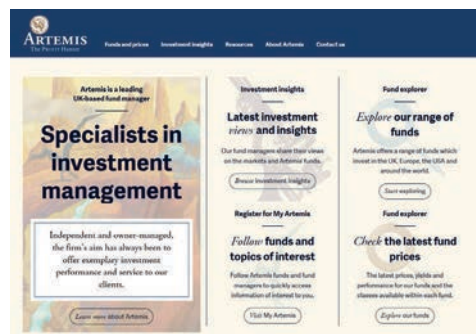 ARTEMIS
The PROFIT Hunter
Funds and prices
Investment insights
Resources
About Artemis
Contact us
Artemis is a leading
UK-based fund manager
Specialists in
investment
management
Independent and owner-managed,
the firm's aim has always been to
offer exemplary investment
performance and service to our
clients.
Learn more about Artemis
Investment insights
Latest investment
views and insights
Our fund managers share their views
on the markets and Artemis funds.
Browse investment insights
Fund explorer
Explore our range of
funds
Artemis offers a range of funds which
invest in the UK, Europe, the USA and
around the world.
Start exploring
Register for My Artemis
Follow funds and
topics of interest
Follow Artemis funds and fund
managers to quickly access
information of interest to you.
Visit My Artemis
Fund explorer
Check the latest fund
prices
The latest prices, yields and
performance for our funds and the
classes available within each fund.
Explore our funds